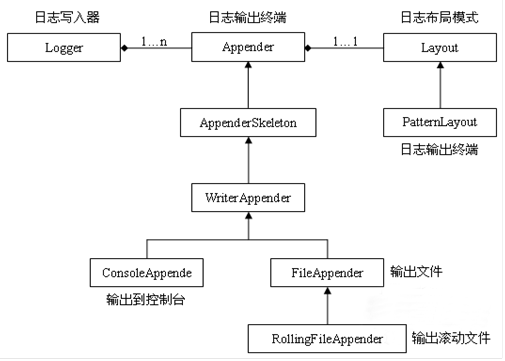 日志写入器 日志输出终端 日志布局模式
Logger 1...n Appender 1...1 Layout
AppenderSkeleton PatternLayout
日志输出终端
WriterAppender
ConsoleAppende FileAppender 输出文件
输出到控制台
RollingFileAppender 输出滚动文件